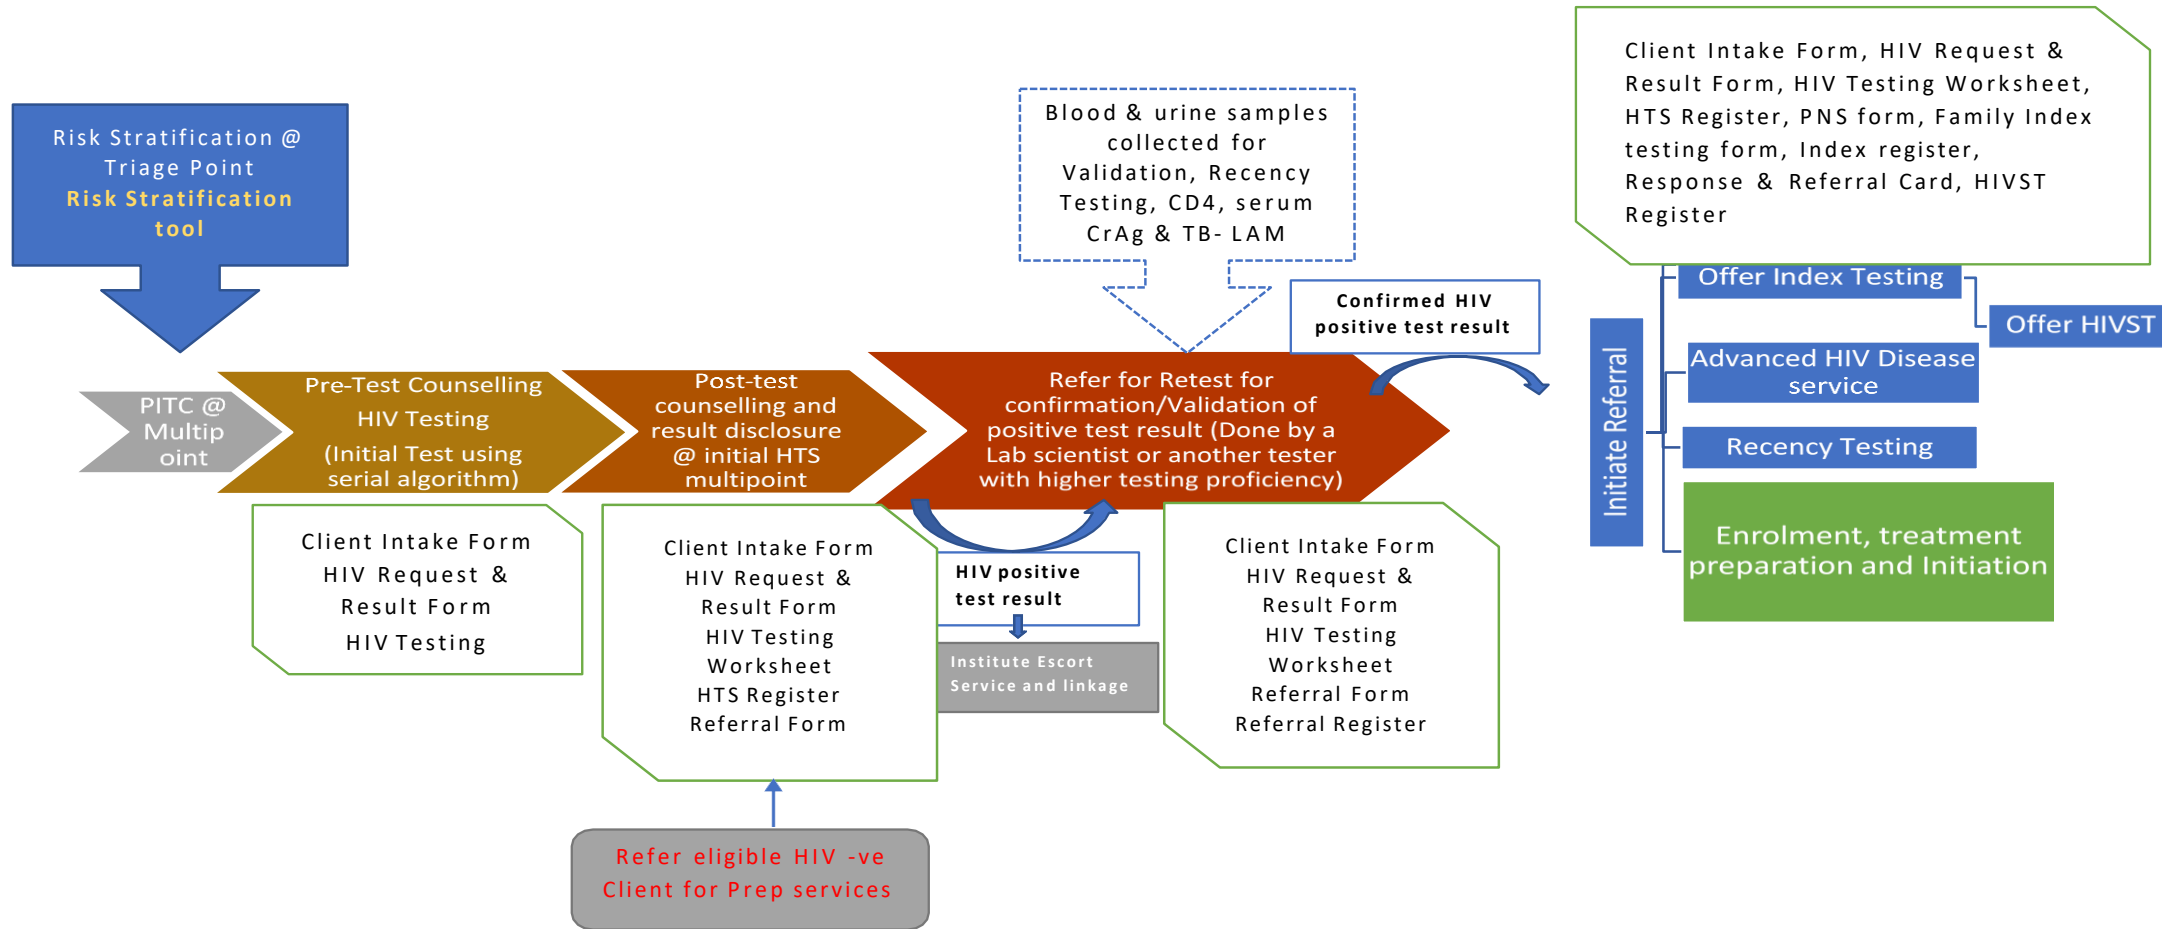 Risk Stratification @
Triage Point
Risk Stratification
tool
PITC @
Multip
oint
Pre-Test Counselling
HIV Testing
(Initial Test using
serial algorithm)
Client Intake Form
HIV Request &
Result Form
HIV Testing
Post-test
counselling and
result disclosure
@ initial HTS
multipoint
Client Intake Form
HIV Request &
Result Form
HIV Testing
Worksheet
HTS Register
Referral Form
Refer eligible HIV -ve
Client for Prep services
Blood & urine samples
collected for
Validation, Recency
Testing, CD4, serum
CrAg & TB- LAM
Refer for Retest for
confirmation/Validation of
positive test result (Done by a
Lab scientist or another tester
with higher testing proficiency)
HIV positive
test result
Institute Escort
Service and linkage
Client Intake Form
HIV Request &
Result Form
HIV Testing
Worksheet
Referral Form
Referral Register
Confirmed HIV
positive test result
Client Intake Form, HIV Request &
Result Form, HIV Testing Worksheet,
HTS Register, PNS form, Family Index
testing form, Index register,
Response & Referral Card, HIVST
Register
Initiate Referral
Offer Index Testing
Offer HIVST
Advanced HIV Disease
service
Recency Testing
Enrolment, treatment
preparation and Initiation